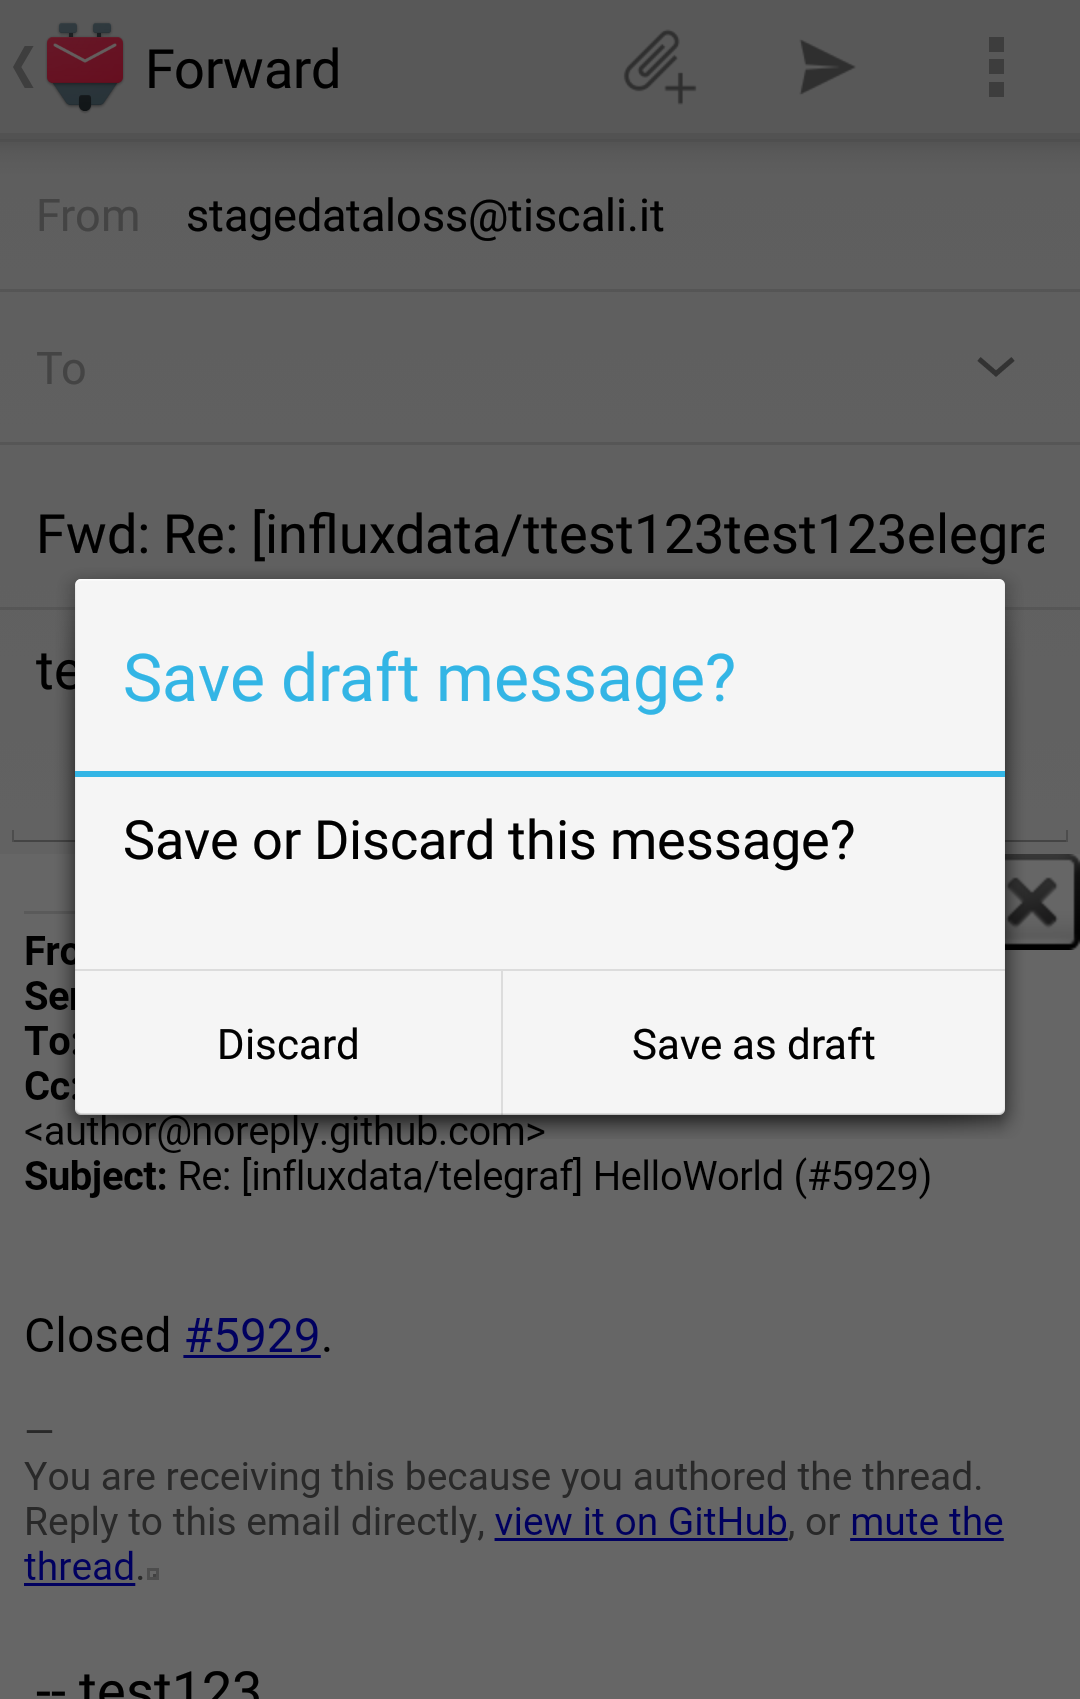 Forward
From stagedataloss@tiscali.it
To
Fwd: Re: [influxdata/ttest123test123elegra
te
Save draft message?
Save or Discard this message?
Discard Save as draft
Fro
Se
To:
Cc:
<author@noreply.github.com>
Subject: Re: [influxdata/telegraf] HelloWorld (#5929)
Closed #5929.
—
You are receiving this because you authored the thread.
Reply to this email directly, view it on GitHub, or mute the
thread.
-- test123